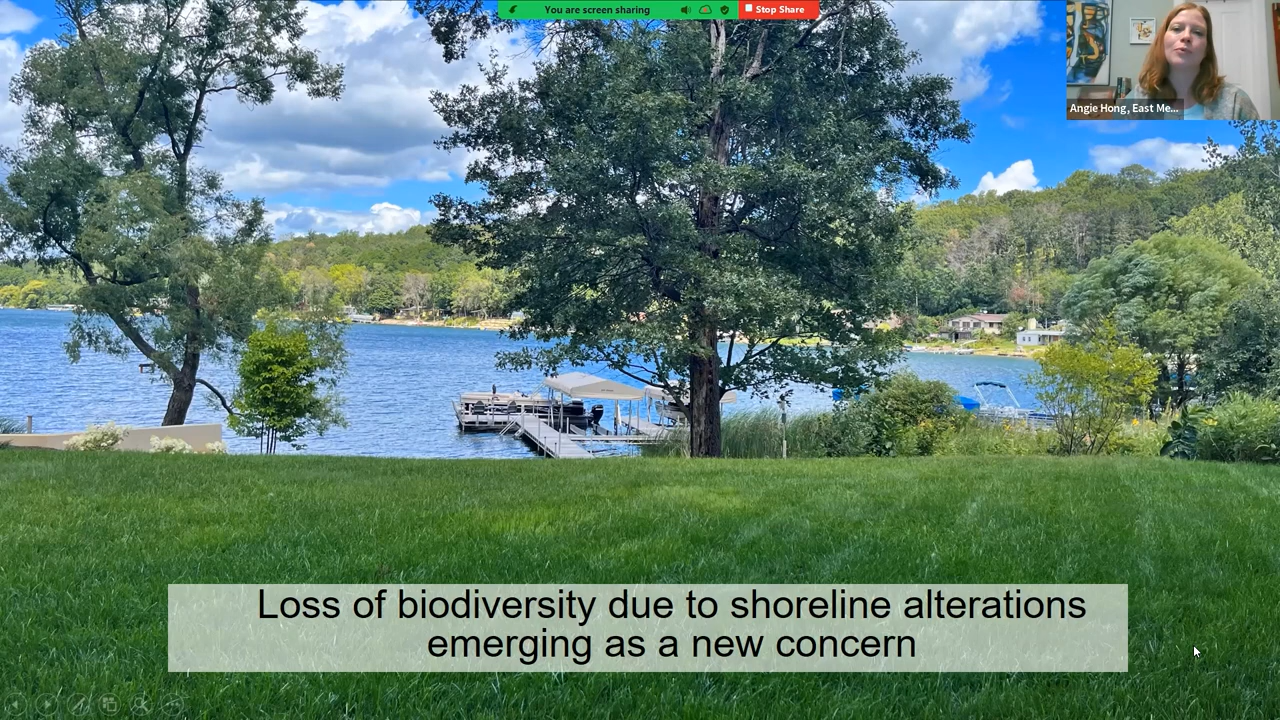 You are screen sharing
Stop Share
Angie Hong, East Me...
Loss of biodiversity due to shoreline alterations
emerging as a new concern